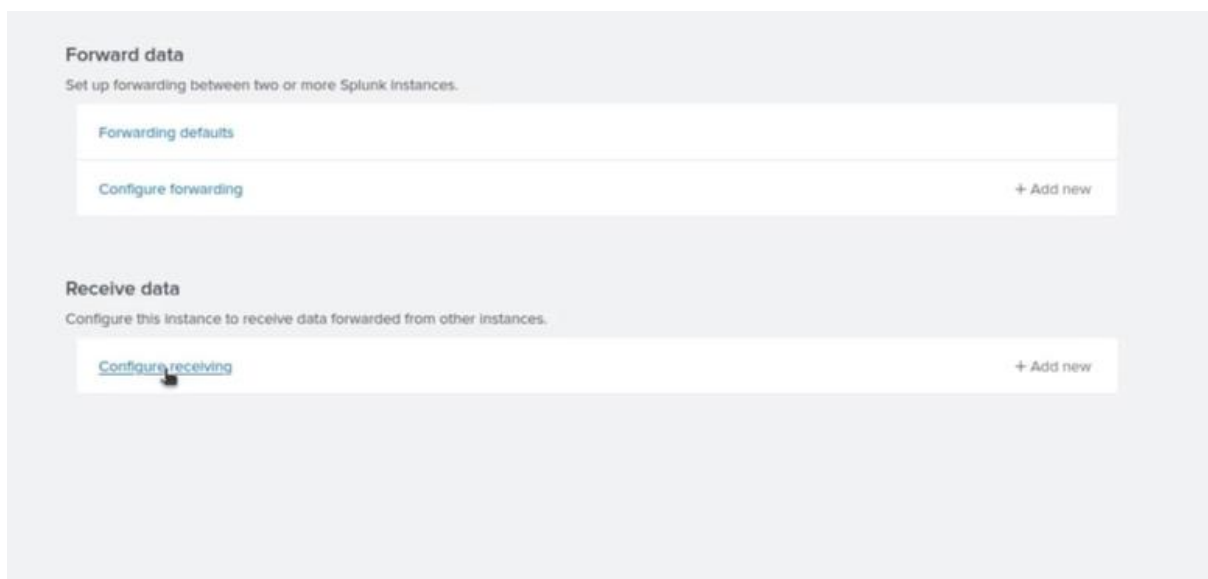 Forward data
Set up forwarding between two or more Splunk instances.
Forwarding defaults
Configure forwarding
+ Add new
Receive data
Configure this instance to receive data forwarded from other instances.
Configure receiving
+ Add new